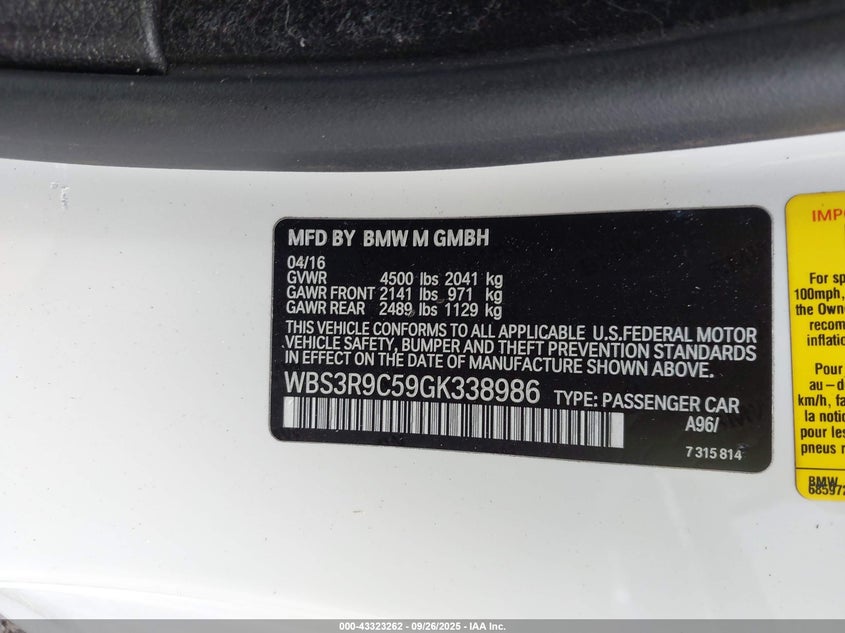 MFD BY BMW M GMBH
04/16
GVWR 4500 lbs 2041 kg
GAWR FRONT 2141 lbs 971 kg
GAWR REAR 2489 lbs 1129 kg
THIS VEHICLE CONFORMS TO ALL APPLICABLE U.S.FEDERAL MOTOR
VEHICLE SAFETY, BUMPER AND THEFT PREVENTION STANDARDS
IN EFFECT ON THE DATE OF MANUFACTURE SHOWN ABOVE.
WBS3R9C59GK338986 TYPE: PASSENGER CAR
A96/
7 315 814
IMPO
For sp
100mph,
the Own
recom
inflatio
Pour
au – d
km/h, fa
la notic
pour les
pneus r
BMW
68597
000-43323262 - 09/26/2025 - IAA Inc.